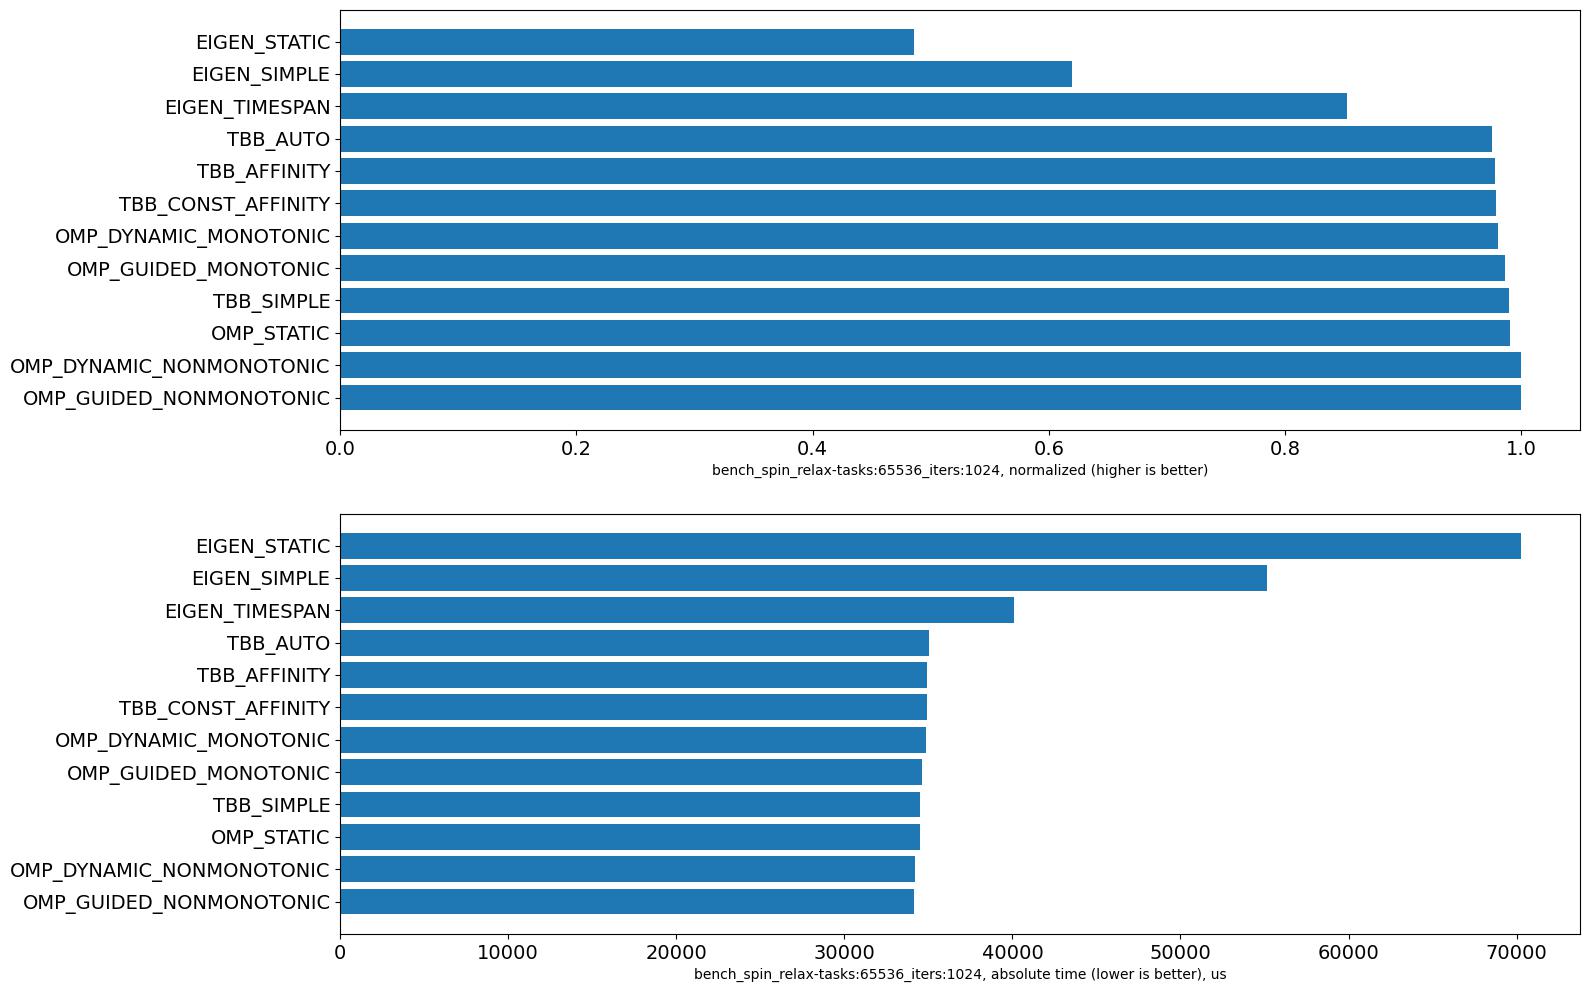 EIGEN_STATIC
EIGEN_SIMPLE
EIGEN_TIMESPAN
TBB_AUTO
TBB_AFFINITY
TBB_CONST_AFFINITY
OMP_DYNAMIC_MONOTONIC
OMP_GUIDED_MONOTONIC
TBB_SIMPLE
OMP_STATIC
OMP_DYNAMIC_NONMONOTONIC
OMP_GUIDED_NONMONOTONIC
0.0 0.2 0.4 0.6 0.8 1.0
bench_spin_relax-tasks:65536_iters:1024, normalized (higher is better)
EIGEN_STATIC
EIGEN_SIMPLE
EIGEN_TIMESPAN
TBB_AUTO
TBB_AFFINITY
TBB_CONST_AFFINITY
OMP_DYNAMIC_MONOTONIC
OMP_GUIDED_MONOTONIC
TBB_SIMPLE
OMP_STATIC
OMP_DYNAMIC_NONMONOTONIC
OMP_GUIDED_NONMONOTONIC
0 10000 20000 30000 40000 50000 60000 70000
bench_spin_relax-tasks:65536_iters:1024, absolute time (lower is better), us